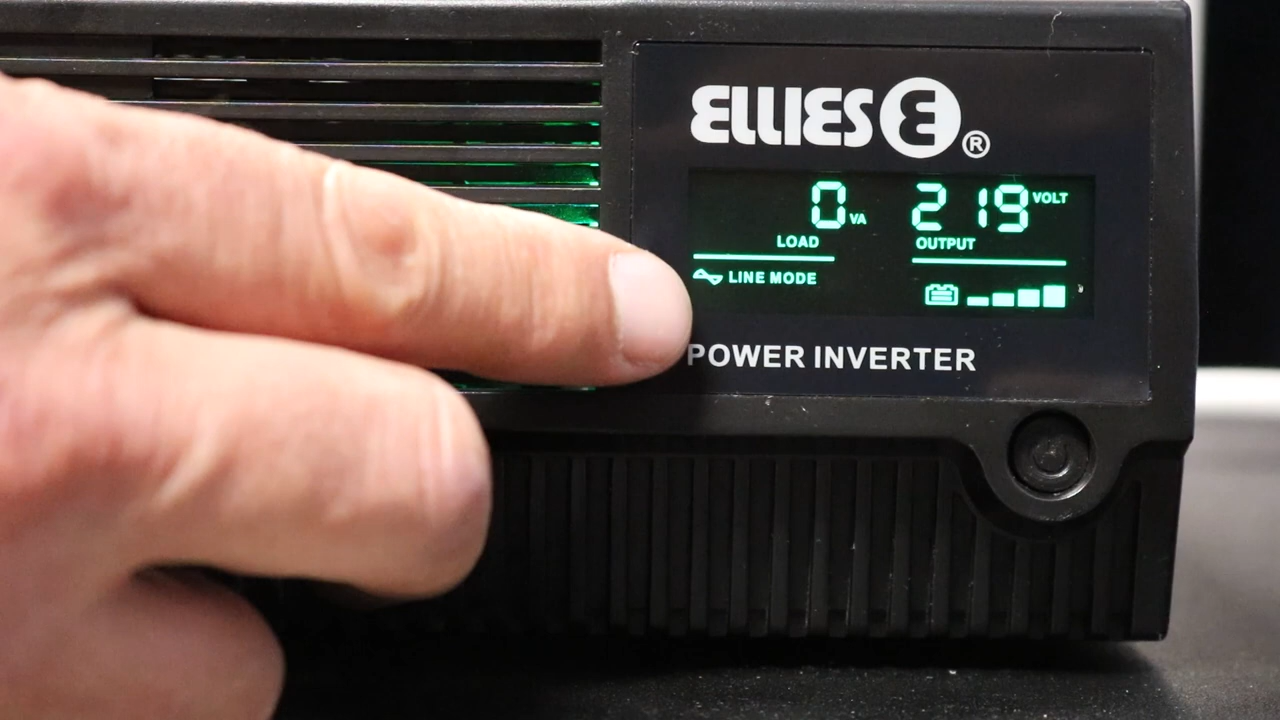 ELLIES E ®
0 VA 219 VOLT
LOAD OUTPUT
LINE MODE
POWER INVERTER